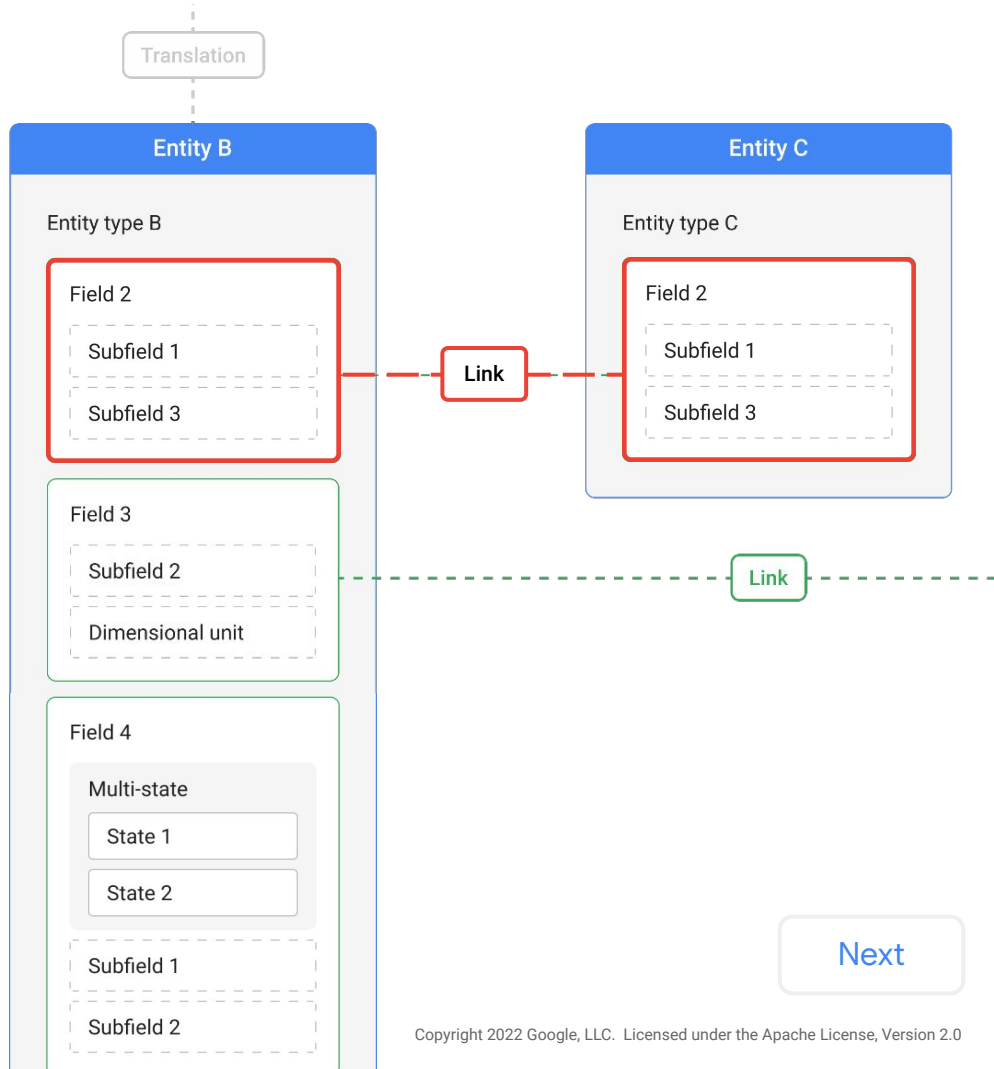 Translation
Entity B
Entity type B
Field 2
Subfield 1
Subfield 3
Link
Entity C
Entity type C
Field 2
Subfield 1
Subfield 3
Field 3
Subfield 2
Dimensional unit
Link
Field 4
Multi-state
State 1
State 2
Subfield 1
Subfield 2
Next
Copyright 2022 Google, LLC. Licensed under the Apache License, Version 2.0